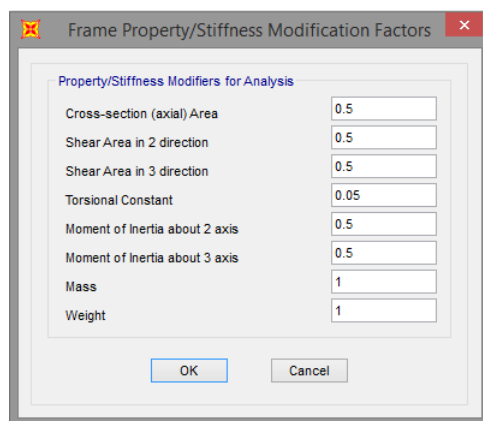 Frame Property/Stiffness Modification Factors
Property/Stiffness Modifiers for Analysis
Cross-section (axial) Area 0.5
Shear Area in 2 direction 0.5
Shear Area in 3 direction 0.5
Torsional Constant 0.05
Moment of Inertia about 2 axis 0.5
Moment of Inertia about 3 axis 0.5
Mass 1
Weight 1
OK Cancel